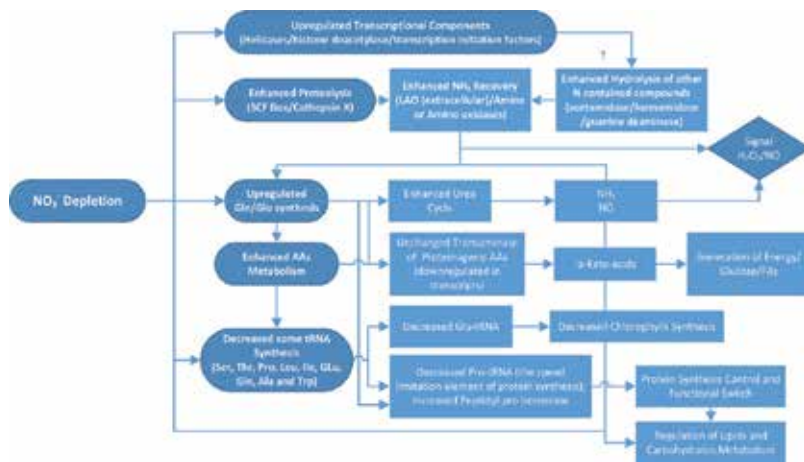 Upregulated Transcriptional Components
(Helicases/histone deacetylase/transcription initiation factors)
?
Enhanced Proteolysis
(SCF Box/Cathepsin X)
Enhanced NH₃ Recovery
(LAO (extracellular)/Amine
or Amino oxidases)
Enhanced Hydrolysis of other
N contained compounds
(acetamidase/formamidase
/guanine deaminase)
Signal
H₂O₂/NO
NO₃⁻ Depletion
Upregulated
Gln/Glu synthesis
Enhanced Urea
Cycle
NH₃
NO
Enhanced AAs
Metabolism
Unchanged Transaminase
of Proteinogenic AAs
(downregulated in
transcripts)
α-Keto-acids
Generation of Energy/
Glucose/FAs
Decreased some tRNA
Synthesis
(Ser, Thr, Pro, Leu, Ile, GLu,
Gln, Ala and Trp)
Decreased Glu-tRNA
Decreased Chlorophylls Synthesis
Decreased Pro-tRNA (the speed
limitation element of protein synthesis);
Increased Peptidyl pro isomerase
Protein Synthesis Control and
Functional Switch
Regulation of Lipids and
Carbohydrates Metabolism